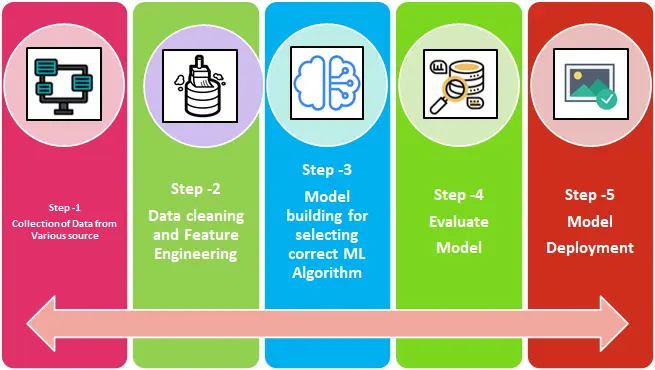 Step -1
Collection of Data from
Various source
Step -2
Data cleaning
and Feature
Engineering
Step -3
Model
building for
selecting
correct ML
Algorithm
Step -4
Evaluate
Model
Step -5
Model
Deployment